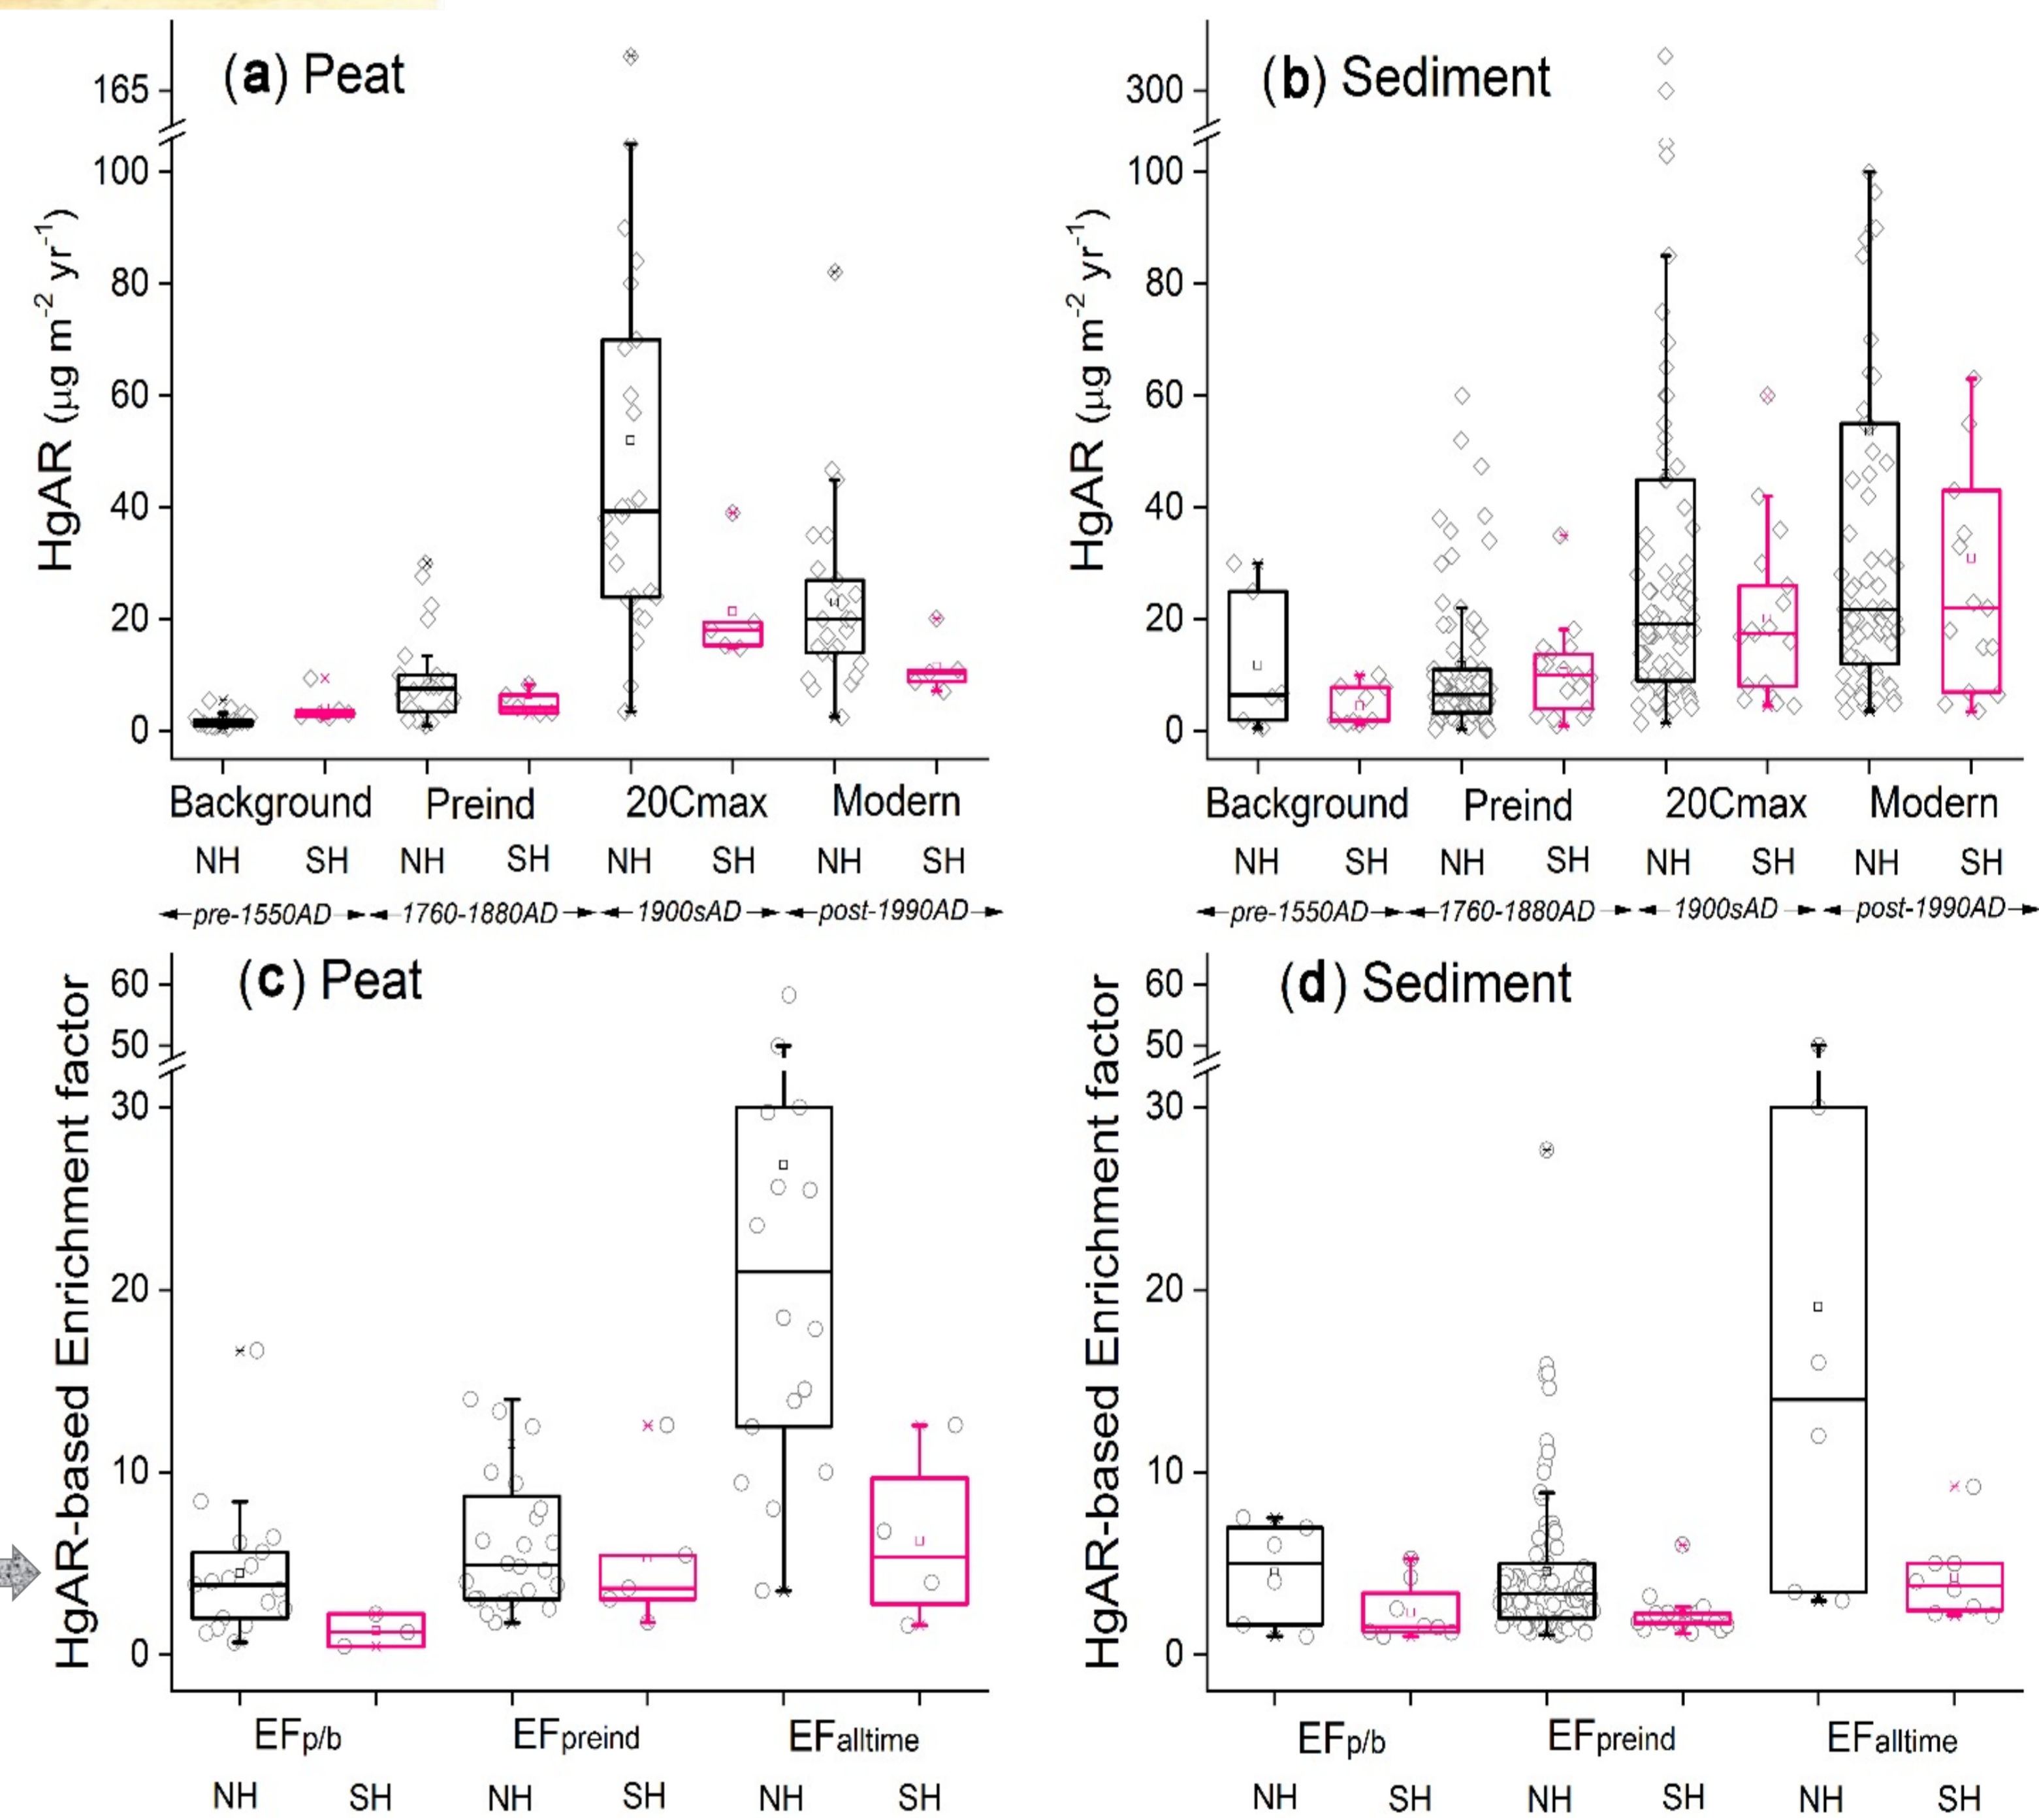 (a) Peat
HgAR (μg m-2 yr-1)
165
100
80
60
40
20
0
Background Preind 20Cmax Modern
NH SH NH SH NH SH NH SH
pre-1550AD 1760-1880AD 1900sAD post-1990AD
(b) Sediment
HgAR (μg m-2 yr-1)
300
100
80
60
40
20
0
Background Preind 20Cmax Modern
NH SH NH SH NH SH NH SH
pre-1550AD 1760-1880AD 1900sAD post-1990AD
(c) Peat
HgAR-based Enrichment factor
60
50
30
20
10
0
EFp/b EFpreind EFalltime
NH SH NH SH NH SH
(d) Sediment
HgAR-based Enrichment factor
60
50
30
20
10
0
EFp/b EFpreind EFalltime
NH SH NH SH NH SH